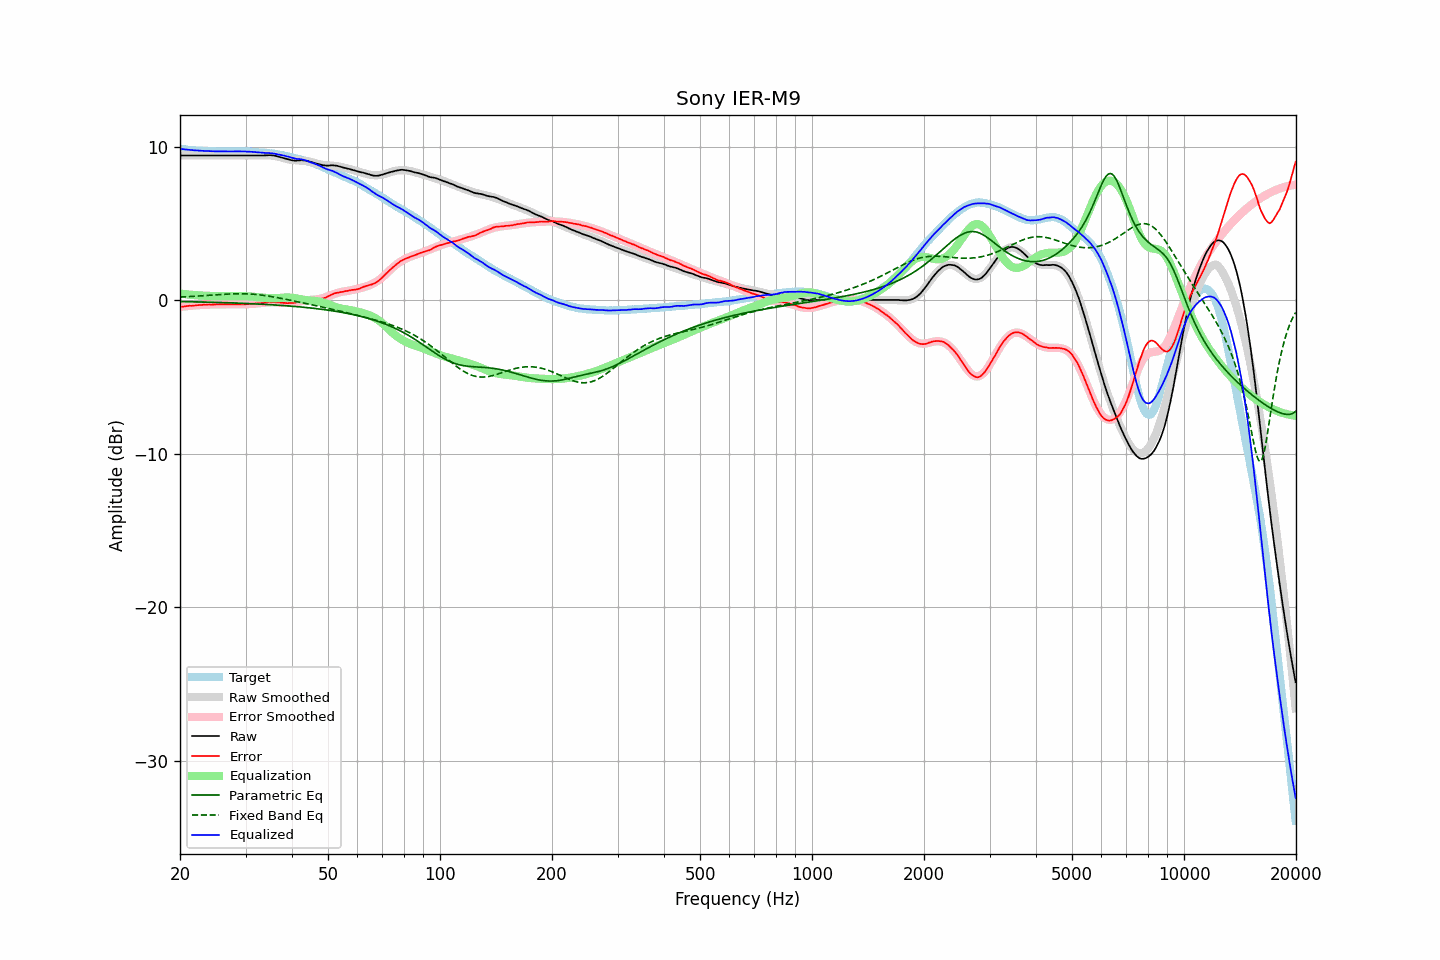 Sony IER-M9
Amplitude (dBr)
10
0
−10
−20
−30
Target
Raw Smoothed
Error Smoothed
Raw
Error
Equalization
Parametric Eq
Fixed Band Eq
Equalized
20 50 100 200 500 1000 2000 5000 10000 20000
Frequency (Hz)